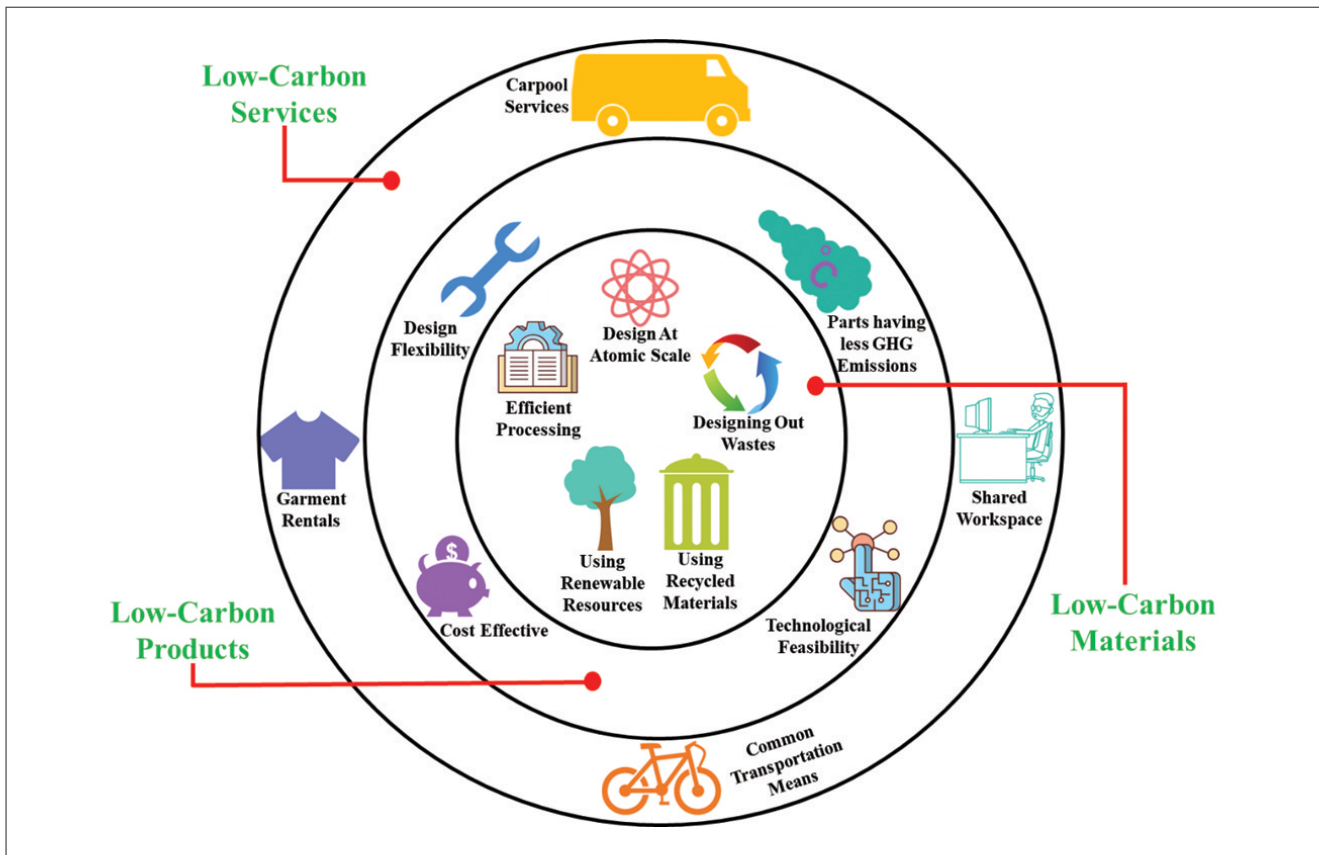 Low-Carbon
Services
Carpool
Services
Design
Flexibility
Design At
Atomic Scale
Parts having
less GHG
Emissions
Efficient
Processing
Designing Out
Wastes
Garment
Rentals
Shared
Workspace
Using
Renewable
Resources
Using
Recycled
Materials
$
Cost Effective
Technological
Feasibility
Low-Carbon
Products
Low-Carbon
Materials
Common
Transportation
Means